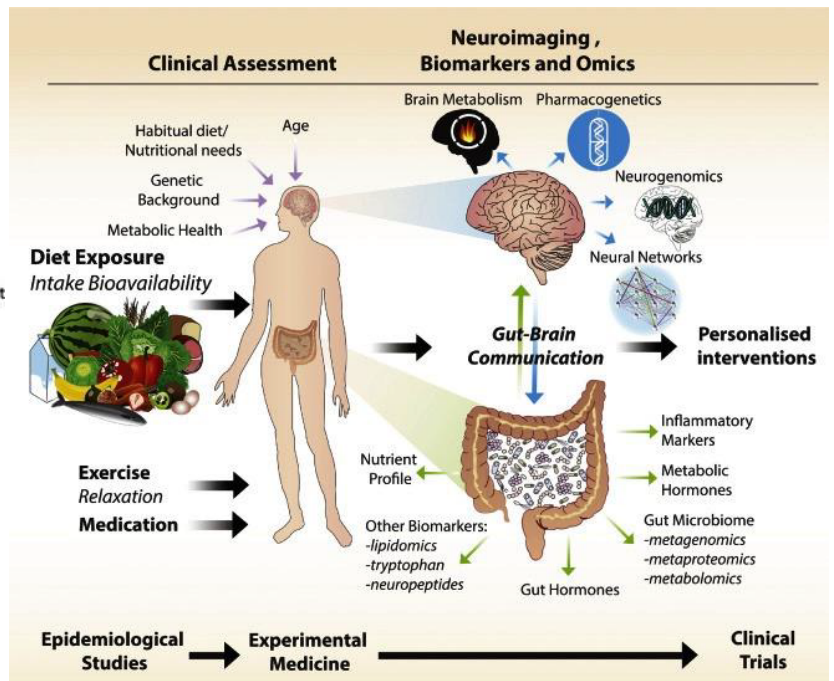 Clinical Assessment
Neuroimaging ,
Biomarkers and Omics
Brain Metabolism
Pharmacogenetics
Habitual diet/
Nutritional needs
Age
Genetic
Background
Metabolic Health
Neurogenomics
Neural Networks
Diet Exposure
Intake Bioavailability
t
Gut-Brain
Communication
Personalised
interventions
Exercise
Relaxation
Medication
Nutrient
Profile
Inflammatory
Markers
Metabolic
Hormones
Other Biomarkers:
-lipidomics
-tryptophan
-neuropeptides
Gut Hormones
Gut Microbiome
-metagenomics
-metaproteomics
-metabolomics
Epidemiological
Studies
Experimental
Medicine
Clinical
Trials